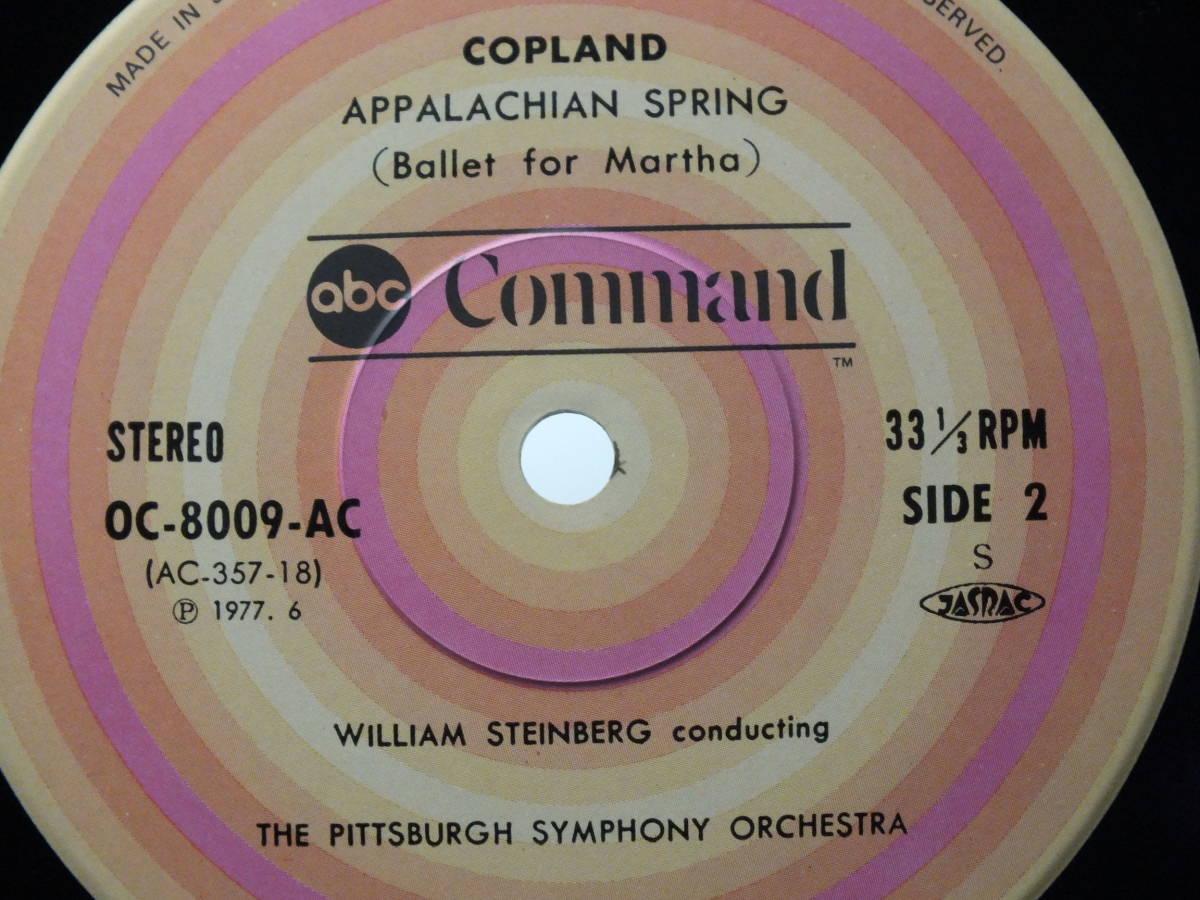 MADE IN
SERVED.
COPLAND
APPALACHIAN SPRING
(Ballet for Martha)
abc Command
TM
STEREO
33 1/3 RPM
OC-8009-AC
SIDE 2
(AC-357-18)
S
℗ 1977. 6
JASRAC
WILLIAM STEINBERG conducting
THE PITTSBURGH SYMPHONY ORCHESTRA